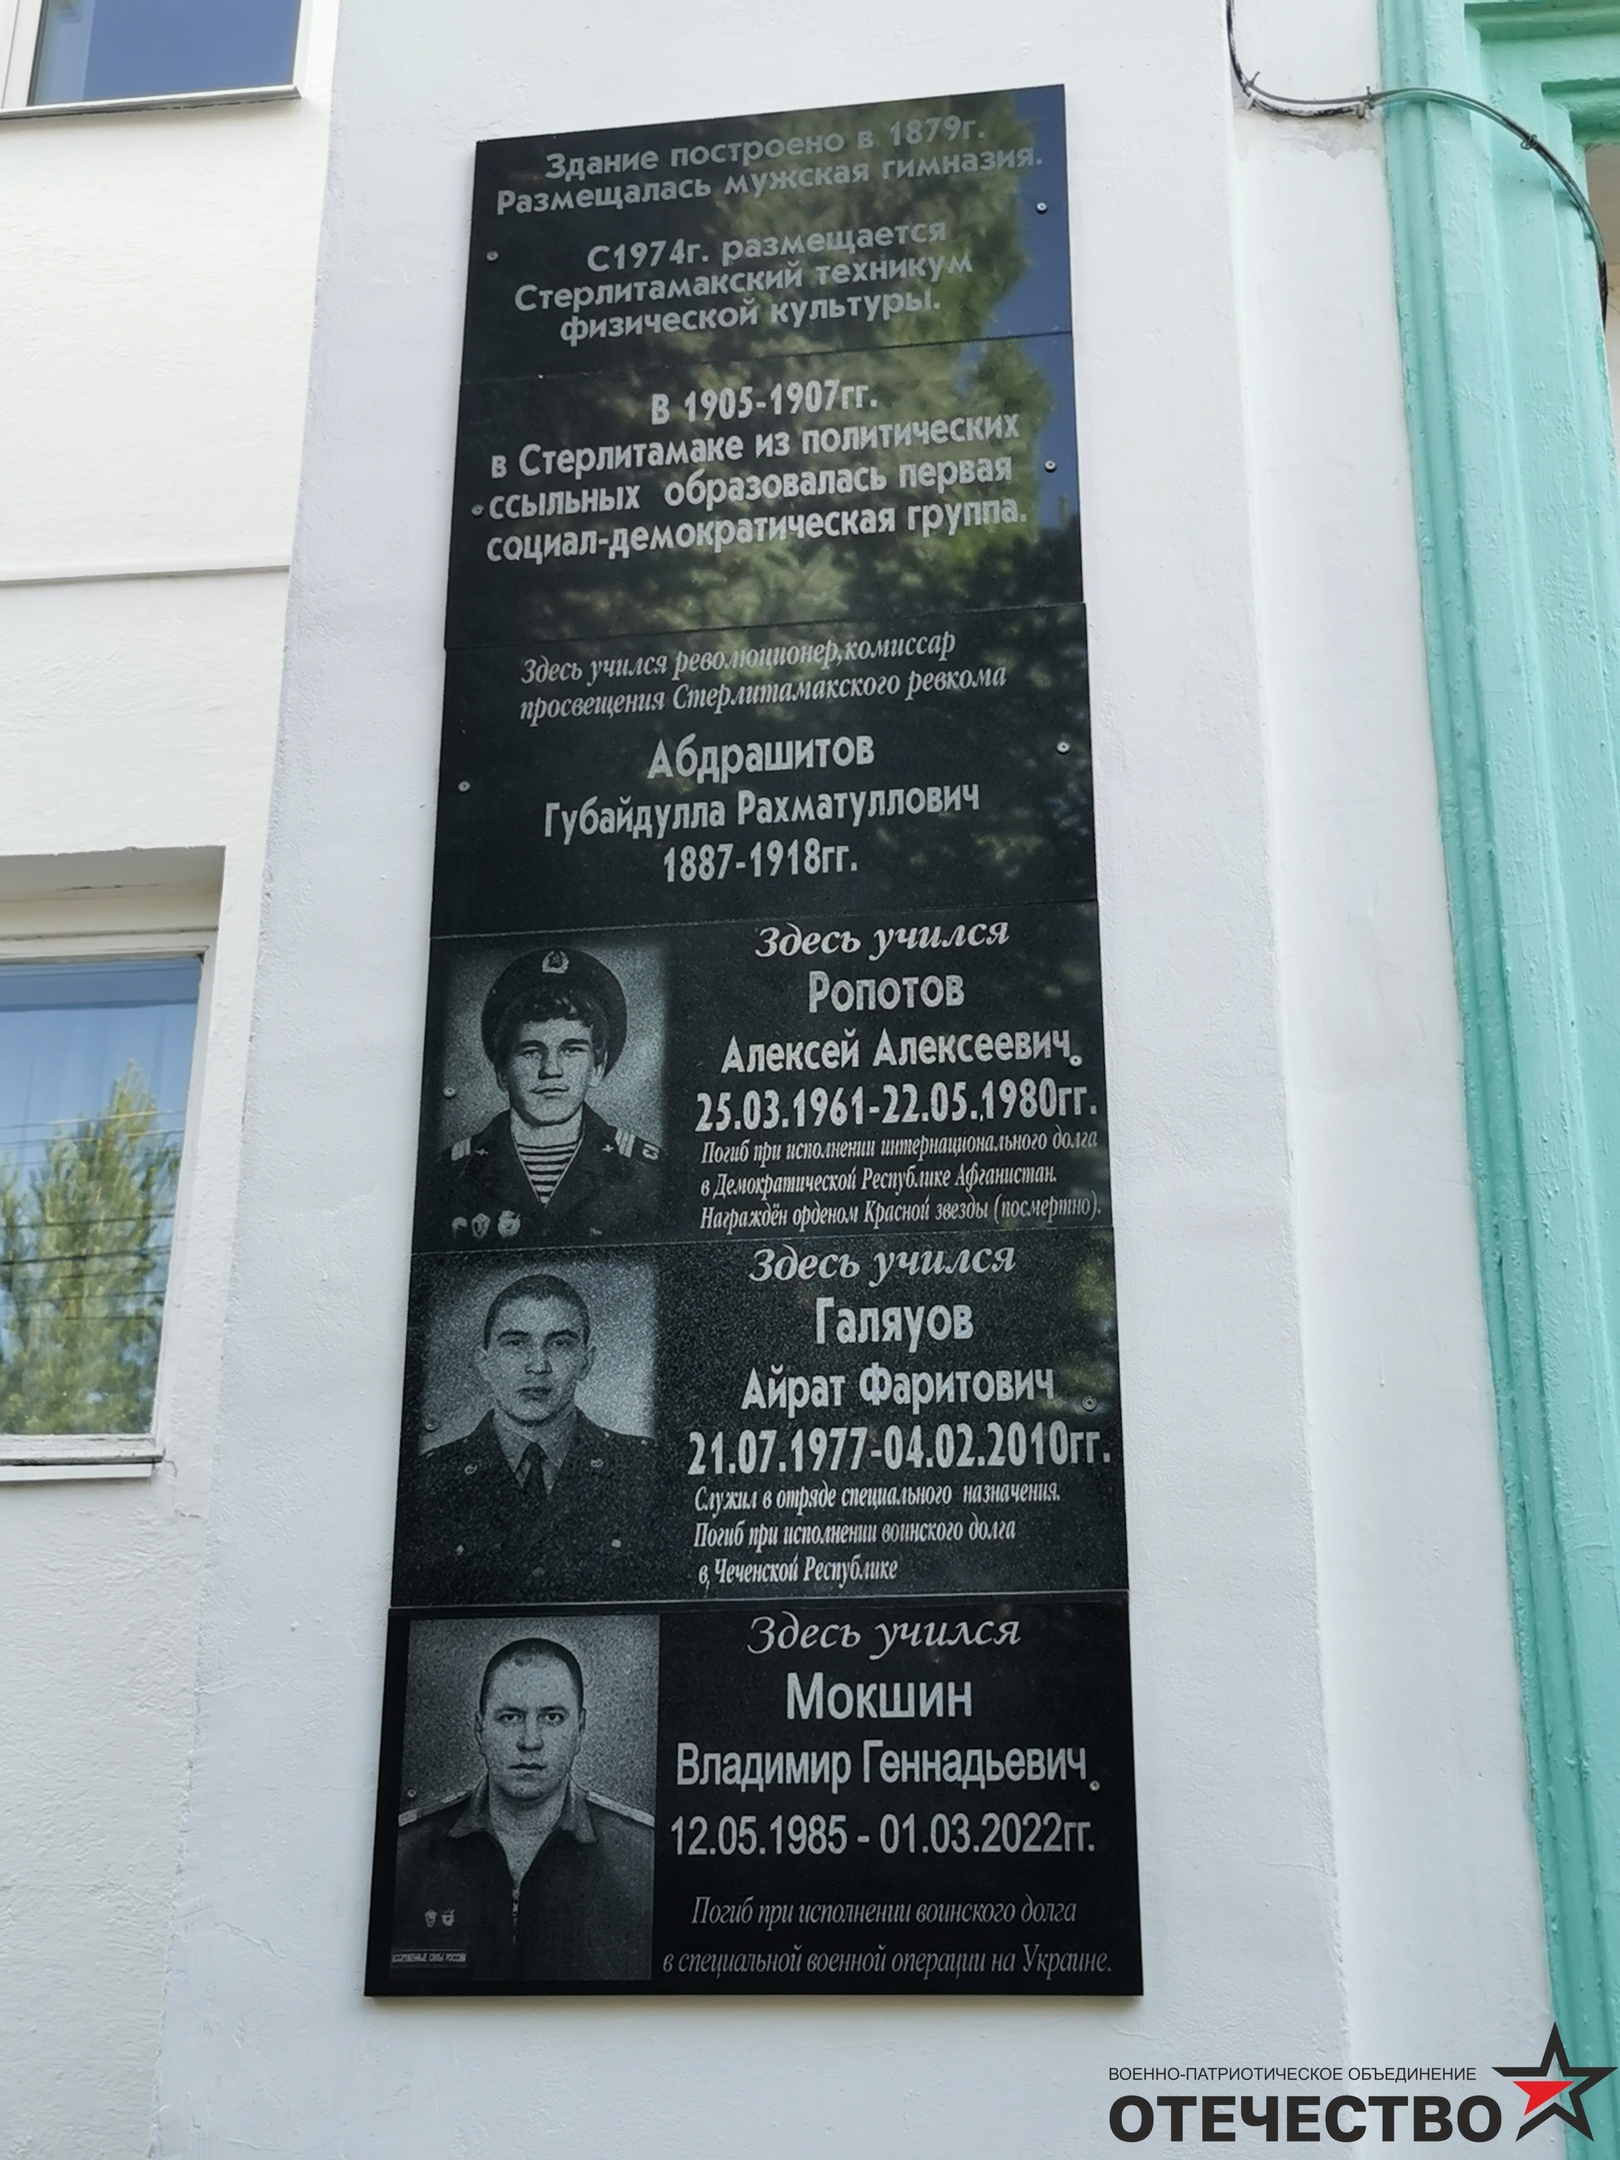 Здание построено в 1879г.
Размещалась мужская гимназия.
С1974г. размещается
Стерлитамакский техникум
физической культуры.
В 1905-1907гг.
в Стерлитамаке из политических
ссыльных образовалась первая
социал-демократическая группа.
Здесь учился революционер,комиссар
просвещения Стерлитамакского ревкома
Абдрашитов
Губайдулла Рахматуллович
1887-1918гг.
Здесь учился
Ропотов
Алексей Алексеевич
25.03.1961-22.05.1980гг.
Погиб при исполнении интернационального долга
в Демократической Республике Афганистан.
Награждён орденом Красной звезды (посмертно).
Здесь учился
Галяуов
Айрат Фаритович
21.07.1977-04.02.2010гг.
Служил в отряде специального назначения.
Погиб при исполнении воинского долга
в Чеченской Республике
Здесь учился
Мокшин
Владимир Геннадьевич
12.05.1985 - 01.03.2022гг.
ВООРУЖЕННЫЕ СИЛЫ РОССИИ
Погиб при исполнении воинского долга
в специальной военной операции на Украине.
ВОЕННО-ПАТРИОТИЧЕСКОЕ ОБЪЕДИНЕНИЕ
ОТЕЧЕСТВО